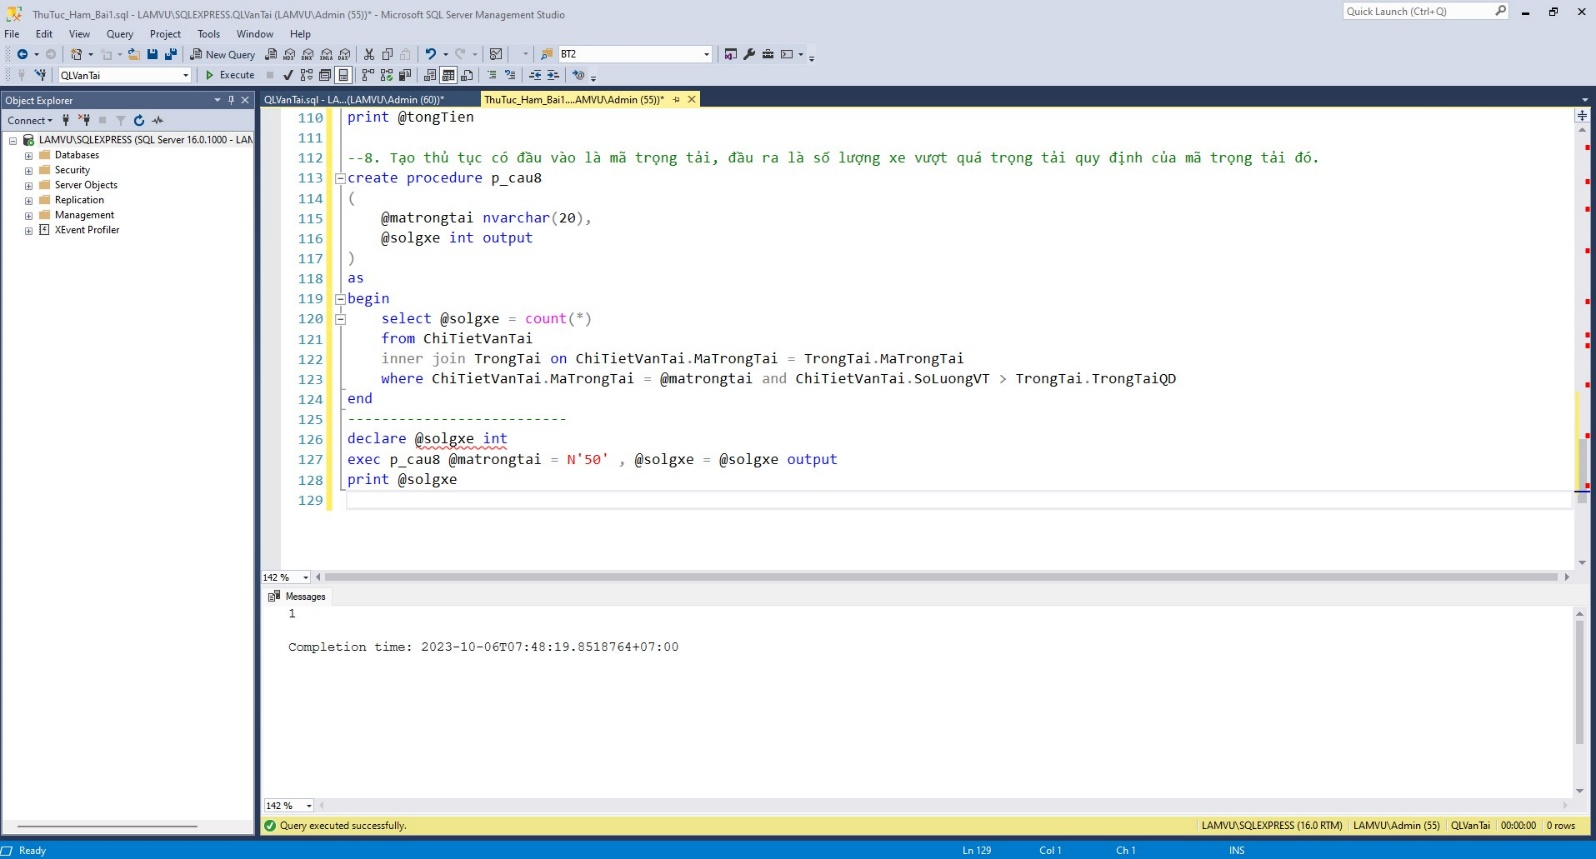 ThuTuc_Ham_Bai1.sql - LAMVU\SQLEXPRESS.QLVanTai (LAMVU\Admin (55))* - Microsoft SQL Server Management Studio
Quick Launch (Ctrl+Q)
File Edit View Query Project Tools Window Help
New Query
BT2
QLVanTai
Execute
Object Explorer
QLVanTai.sql - LA...(LAMVU\Admin (60))*
ThuTuc_Ham_Bai1....AMVU\Admin (55))*
Connect
LAMVU\SQLEXPRESS (SQL Server 16.0.1000 - LAN
Databases
Security
Server Objects
Replication
Management
XEvent Profiler
110 print @tongTien
111
112 --8. Tạo thủ tục có đầu vào là mã trọng tải, đầu ra là số lượng xe vượt quá trọng tải quy định của mã trọng tải đó.
113 create procedure p_cau8
114 (
115 @matrongtai nvarchar(20),
116 @solgxe int output
117 )
118 as
119 begin
120 select @solgxe = count(*)
121 from ChiTietVanTai
122 inner join TrongTai on ChiTietVanTai.MaTrongTai = TrongTai.MaTrongTai
123 where ChiTietVanTai.MaTrongTai = @matrongtai and ChiTietVanTai.SoLuongVT > TrongTai.TrongTaiQD
124 end
125 --------------------------
126 declare @solgxe int
127 exec p_cau8 @matrongtai = N'50' , @solgxe = @solgxe output
128 print @solgxe
129
142 %
Messages
1
Completion time: 2023-10-06T07:48:19.8518764+07:00
142 %
Query executed successfully.
LAMVU\SQLEXPRESS (16.0 RTM) LAMVU\Admin (55) QLVanTai 00:00:00 0 rows
Ready
Ln 129 Col 1 Ch 1 INS